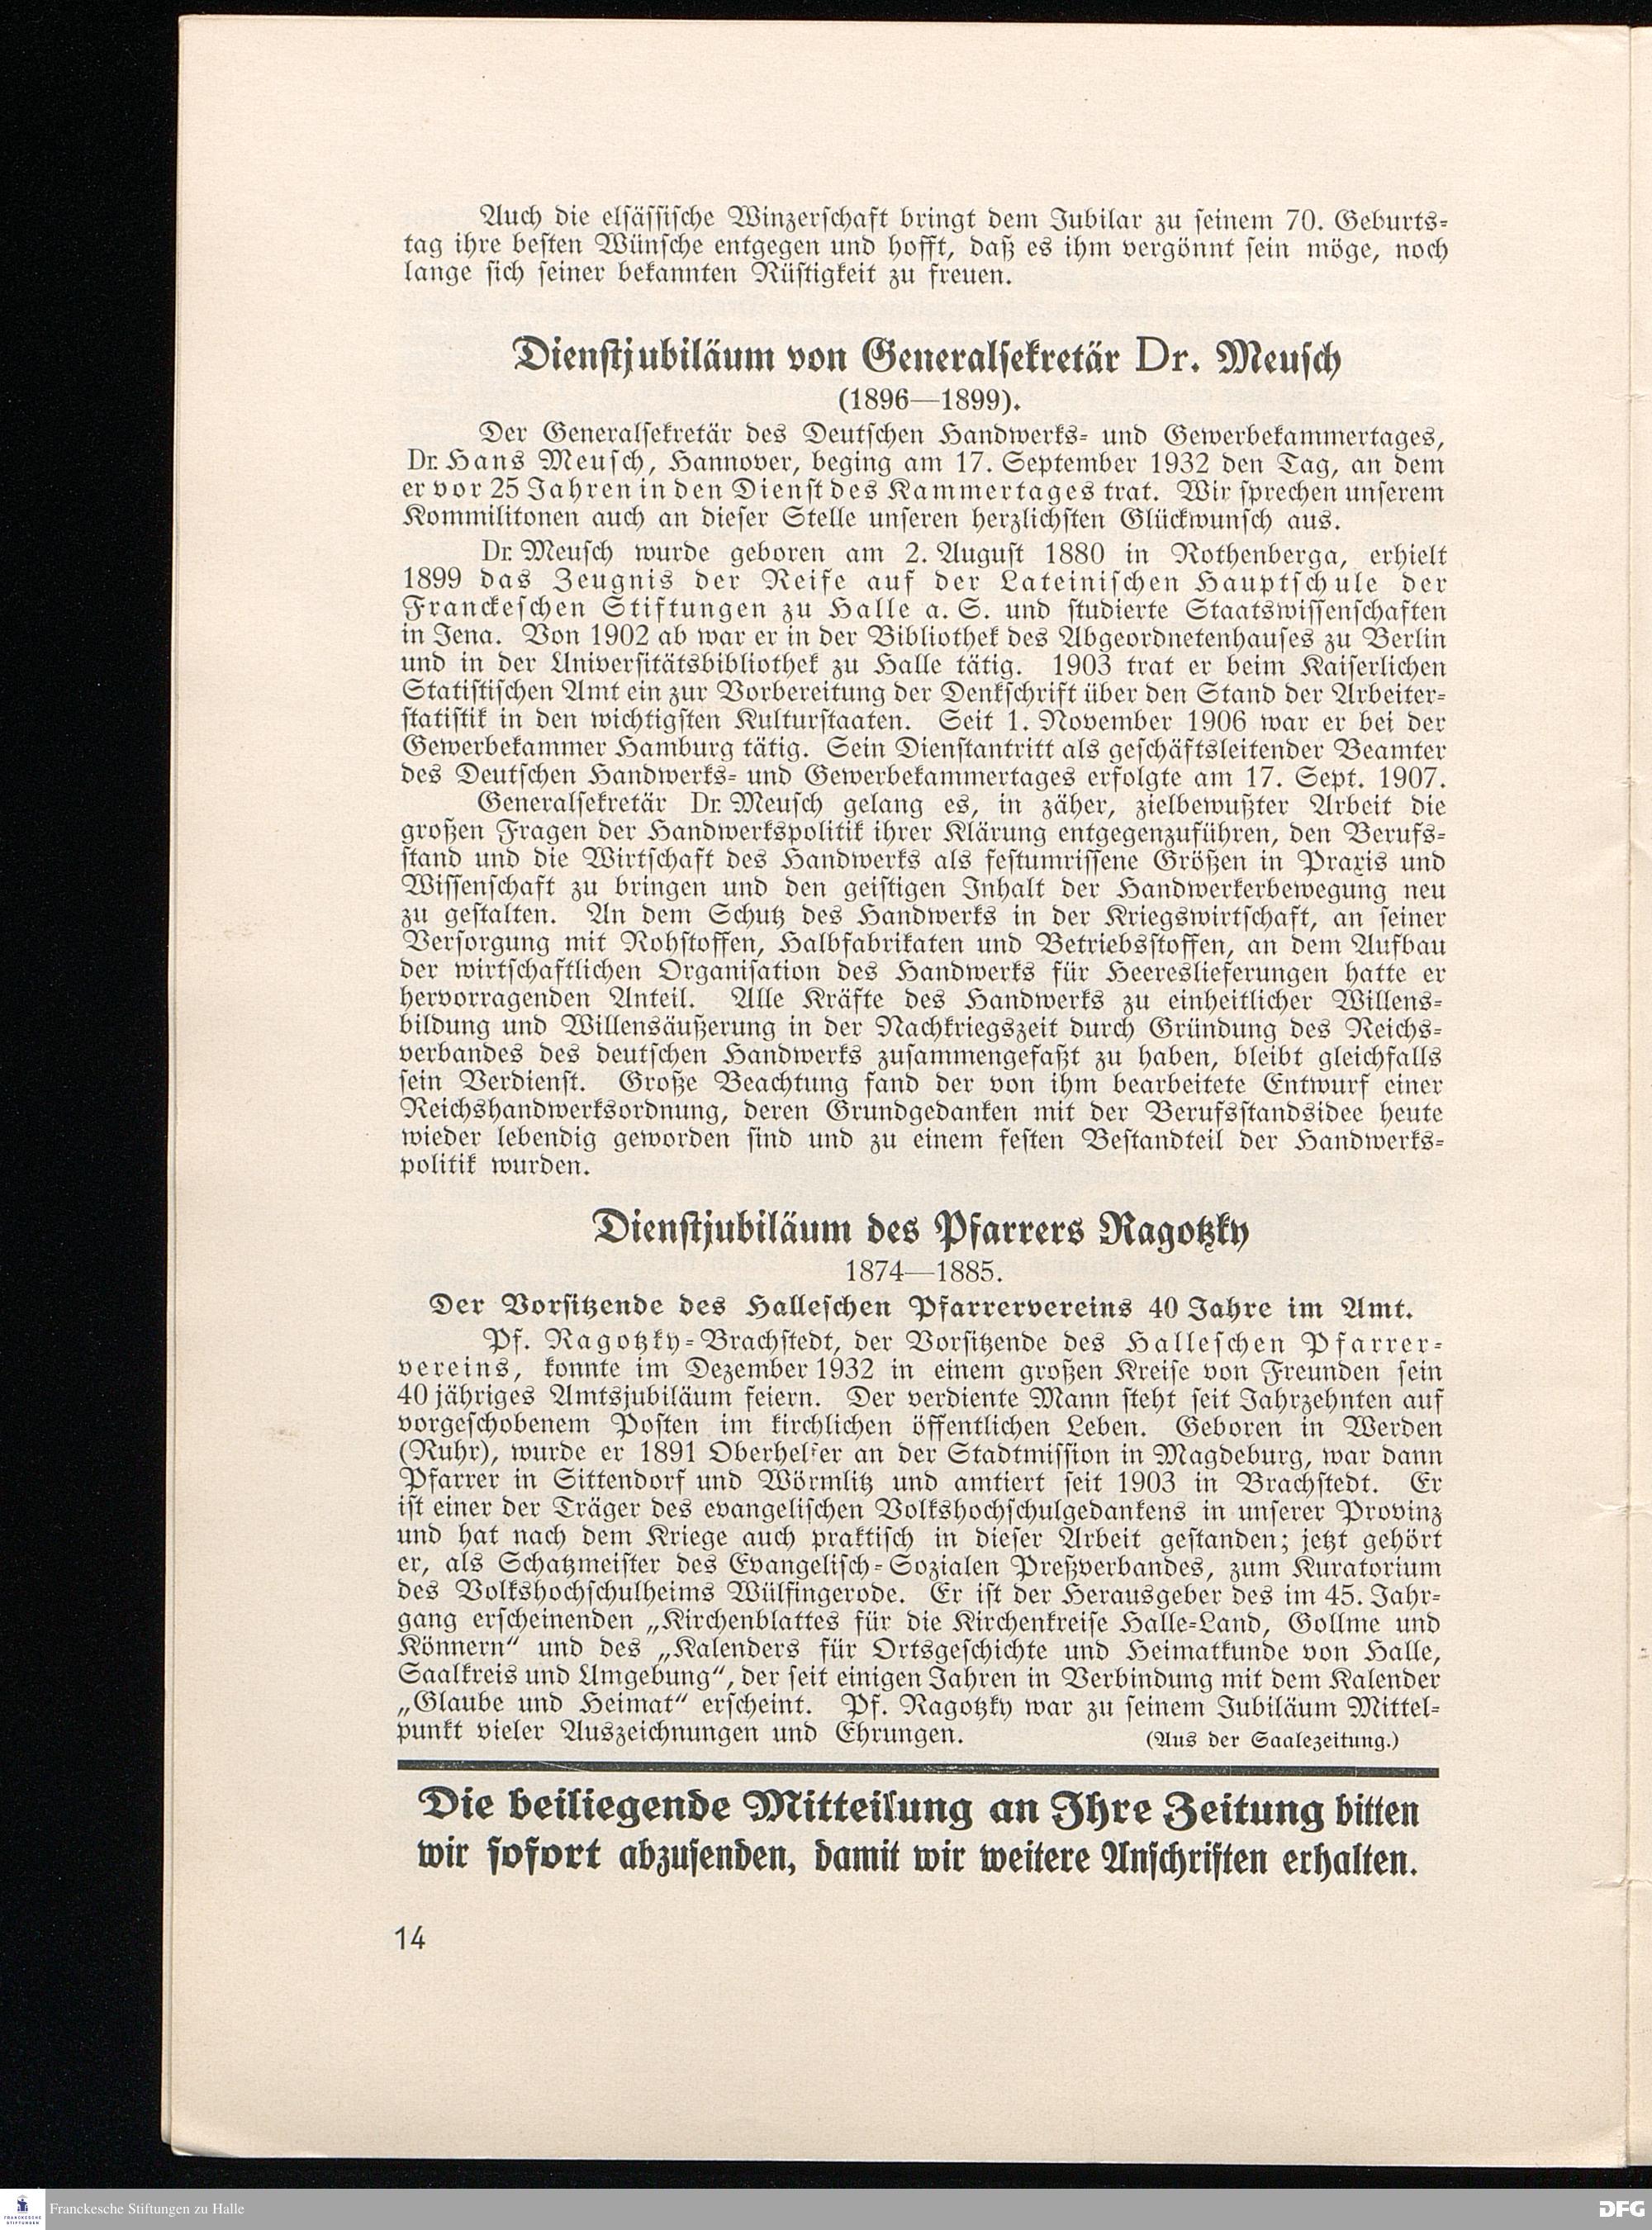 Auch die elsässische Winzerschaft bringt dem Jubilar zu seinem 70. Geburts-
tag ihre besten Wünsche entgegen und hofft, daß es ihm vergönnt sein möge, noch
lange sich seiner bekannten Rüstigkeit zu freuen.
Dienstjubiläum von Generalsekretär Dr. Meusch
(1896—1899).
Der Generalsekretär des Deutschen Handwerks- und Gewerbekammertages,
Dr. Hans Meusch, Hannover, beging am 17. September 1932 den Tag, an dem
er vor 25 Jahren in den Dienst des Kammertages trat. Wir sprechen unserem
Kommilitonen auch an dieser Stelle unseren herzlichsten Glückwunsch aus.
Dr. Meusch wurde geboren am 2. August 1880 in Rothenberga, erhielt
1899 das Zeugnis der Reife auf der Lateinischen Hauptschule der
Franckeschen Stiftungen zu Halle a. S. und studierte Staatswissenschaften
in Jena. Von 1902 ab war er in der Bibliothek des Abgeordnetenhauses zu Berlin
und in der Universitätsbibliothek zu Halle tätig. 1903 trat er beim Kaiserlichen
Statistischen Amt ein zur Vorbereitung der Denkschrift über den Stand der Arbeiter-
statistik in den wichtigsten Kulturstaaten. Seit 1. November 1906 war er bei der
Gewerbekammer Hamburg tätig. Sein Dienstantritt als geschäftsleitender Beamter
des Deutschen Handwerks- und Gewerbekammertages erfolgte am 17. Sept. 1907.
Generalsekretär Dr. Meusch gelang es, in zäher, zielbewußter Arbeit die
großen Fragen der Handwerkspolitik ihrer Klärung entgegenzuführen, den Berufs-
stand und die Wirtschaft des Handwerks als festumrissene Größen in Praxis und
Wissenschaft zu bringen und den geistigen Inhalt der Handwerkerbewegung neu
zu gestalten. An dem Schutz des Handwerks in der Kriegswirtschaft, an seiner
Versorgung mit Rohstoffen, Halbfabrikaten und Betriebsstoffen, an dem Aufbau
der wirtschaftlichen Organisation des Handwerks für Heereslieferungen hatte er
hervorragenden Anteil. Alle Kräfte des Handwerks zu einheitlicher Willens-
bildung und Willensäußerung in der Nachkriegszeit durch Gründung des Reichs-
verbandes des deutschen Handwerks zusammengefaßt zu haben, bleibt gleichfalls
sein Verdienst. Große Beachtung fand der von ihm bearbeitete Entwurf einer
Reichshandwerksordnung, deren Grundgedanken mit der Berufsstandsidee heute
wieder lebendig geworden sind und zu einem festen Bestandteil der Handwerks-
politik wurden.
Dienstjubiläum des Pfarrers Ragotzky
1874—1885.
Der Vorsitzende des Halleschen Pfarrervereins 40 Jahre im Amt.
Pf. Ragotzky-Brachstedt, der Vorsitzende des Halleschen Pfarrer-
vereins, konnte im Dezember 1932 in einem großen Kreise von Freunden sein
40 jähriges Amtsjubiläum feiern. Der verdiente Mann steht seit Jahrzehnten auf
vorgeschobenem Posten im kirchlichen öffentlichen Leben. Geboren in Werden
(Ruhr), wurde er 1891 Oberhelfer an der Stadtmission in Magdeburg, war dann
Pfarrer in Sittendorf und Wörmlitz und amtiert seit 1903 in Brachstedt. Er
ist einer der Träger des evangelischen Volkshochschulgedankens in unserer Provinz
und hat nach dem Kriege auch praktisch in dieser Arbeit gestanden; jetzt gehört
er, als Schatzmeister des Evangelisch-Sozialen Preßverbandes, zum Kuratorium
des Volkshochschulheims Wülfingerode. Er ist der Herausgeber des im 45. Jahr-
gang erscheinenden „Kirchenblattes für die Kirchenkreise Halle-Land, Gollme und
Könnern“ und des „Kalenders für Ortsgeschichte und Heimatkunde von Halle,
Saalkreis und Umgebung“, der seit einigen Jahren in Verbindung mit dem Kalender
„Glaube und Heimat“ erscheint. Pf. Ragotzky war zu seinem Jubiläum Mittel-
punkt vieler Auszeichnungen und Ehrungen. (Aus der Saalezeitung.)
Die beiliegende Mitteilung an Ihre Zeitung bitten
wir sofort abzusenden, damit wir weitere Anschriften erhalten.
14
FRANCKESCHE
STIFTUNGEN
Franckesche Stiftungen zu Halle
DFG